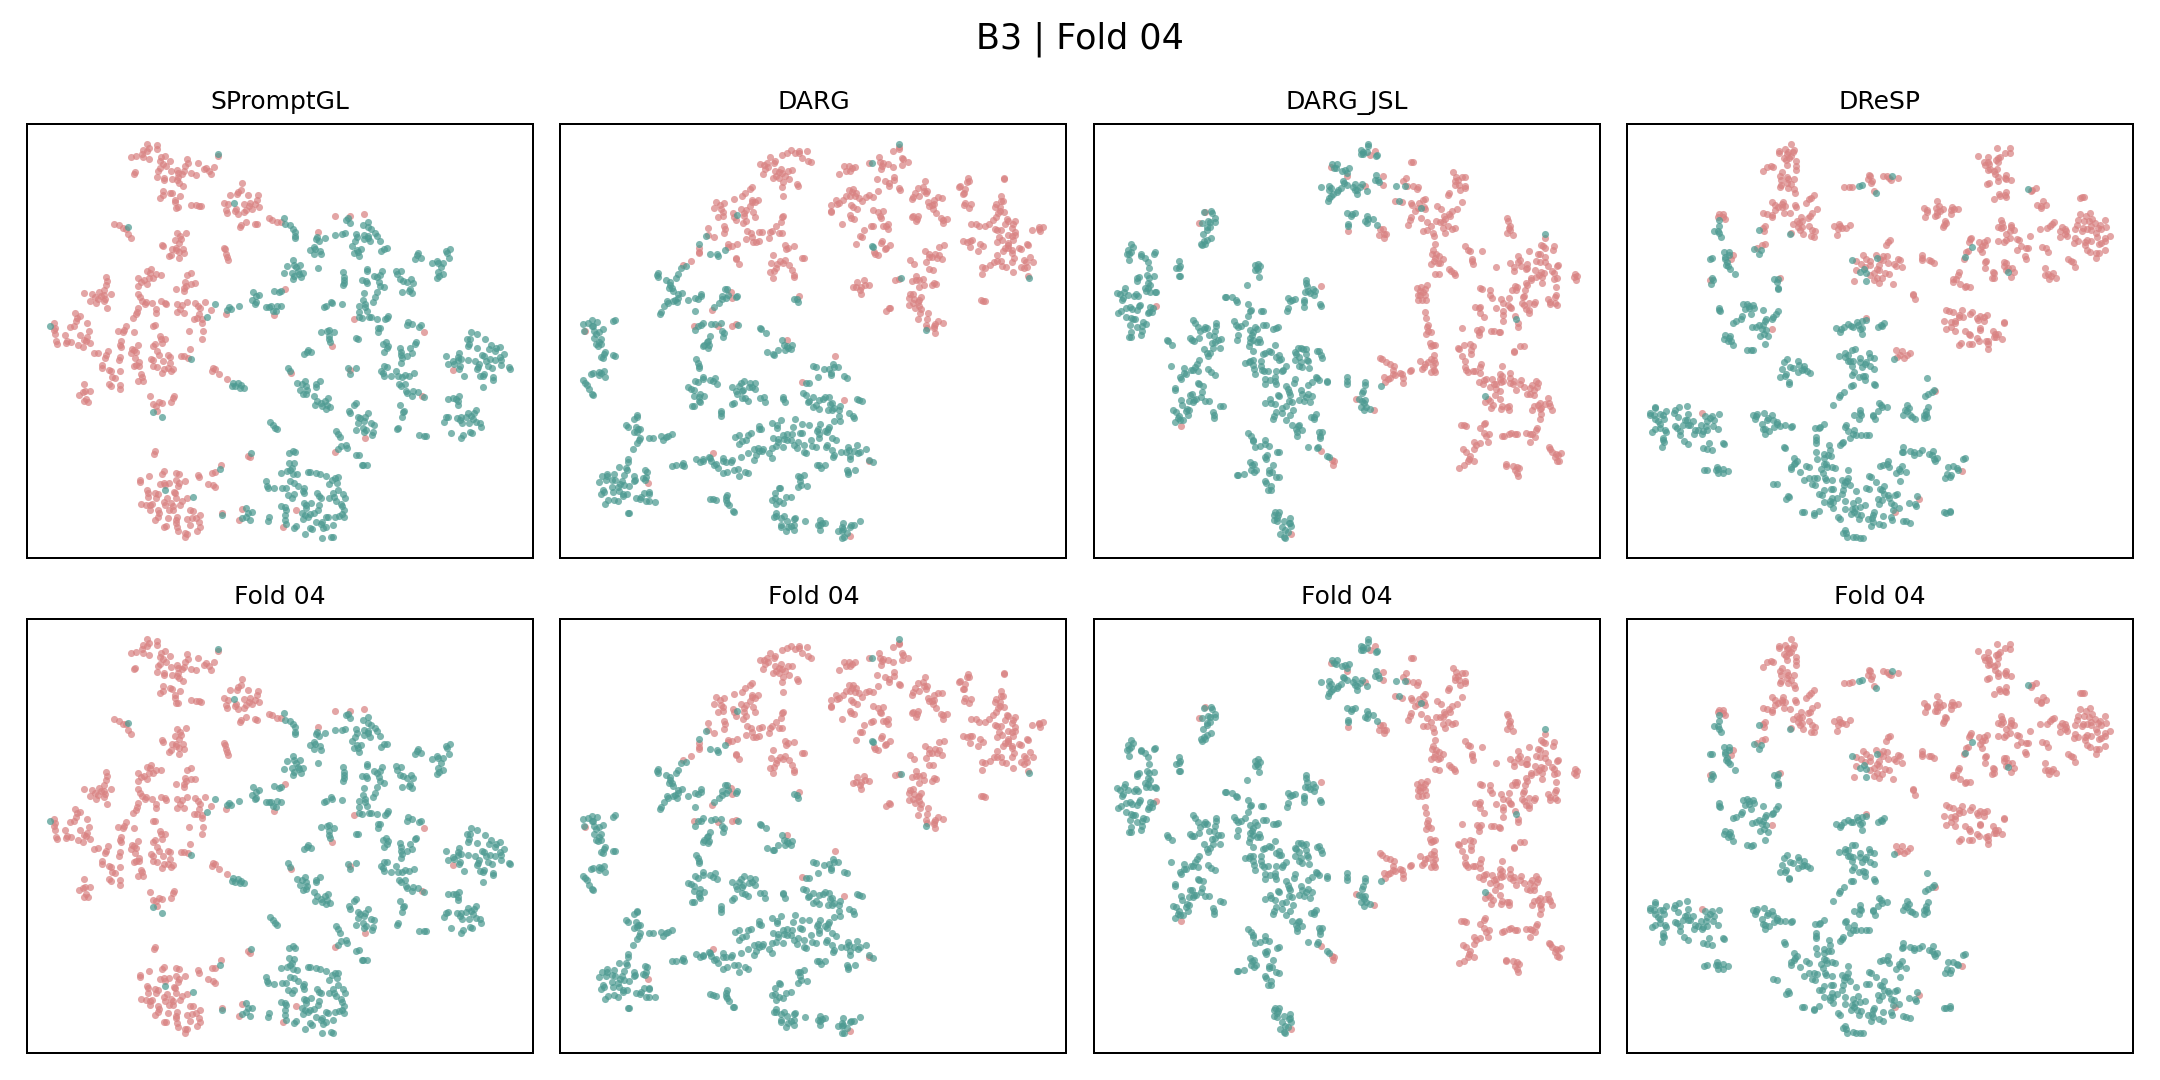 B3 | Fold 04
SPromptGL
DARG
DARG_JSL
DReSP
Fold 04
Fold 04
Fold 04
Fold 04